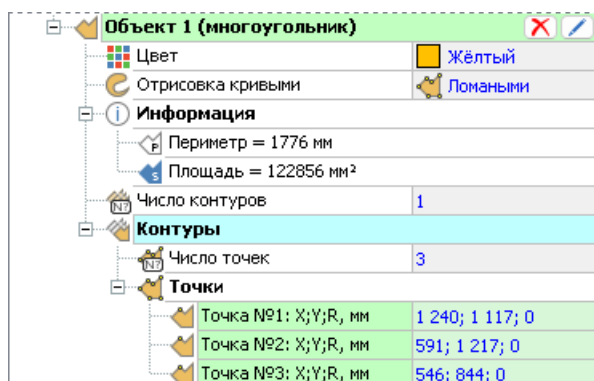 Объект 1 (многоугольник)
Цвет Жёлтый
Отрисовка кривыми Ломаными
Информация
Периметр = 1776 мм
Площадь = 122856 мм²
Число контуров 1
Контуры
Число точек 3
Точки
Точка №1: X;Y;R, мм 1 240; 1 117; 0
Точка №2: X;Y;R, мм 591; 1 217; 0
Точка №3: X;Y;R, мм 546; 844; 0